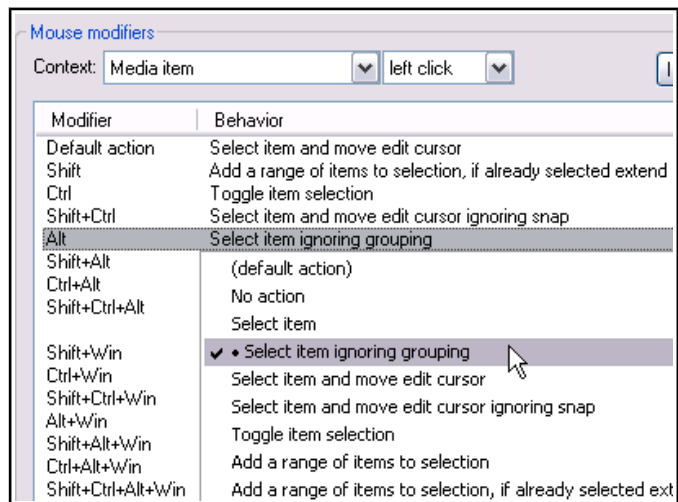 Mouse modifiers
Context: Media item left click
Modifier Behavior
Default action Select item and move edit cursor
Shift Add a range of items to selection, if already selected extend
Ctrl Toggle item selection
Shift+Ctrl Select item and move edit cursor ignoring snap
Alt Select item ignoring grouping
Shift+Alt
(default action)
Ctrl+Alt
No action
Shift+Ctrl+Alt
Select item
Shift+Win ✔ • Select item ignoring grouping
Ctrl+Win Select item and move edit cursor
Shift+Ctrl+Win Select item and move edit cursor ignoring snap
Alt+Win
Toggle item selection
Shift+Alt+Win
Ctrl+Alt+Win Add a range of items to selection
Shift+Ctrl+Alt+Win Add a range of items to selection, if already selected ext